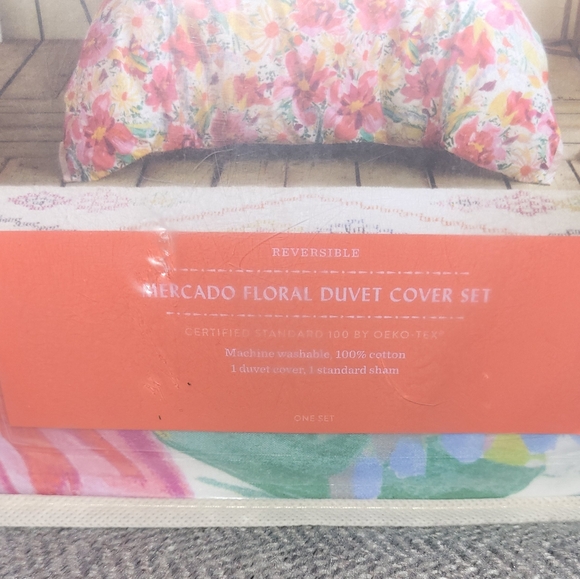 REVERSIBLE
MERCADO FLORAL DUVET COVER SET
CERTIFIED STANDARD 100 BY OEKO-TEX®
Machine washable, 100% cotton
1 duvet cover, 1 standard sham
ONE SET